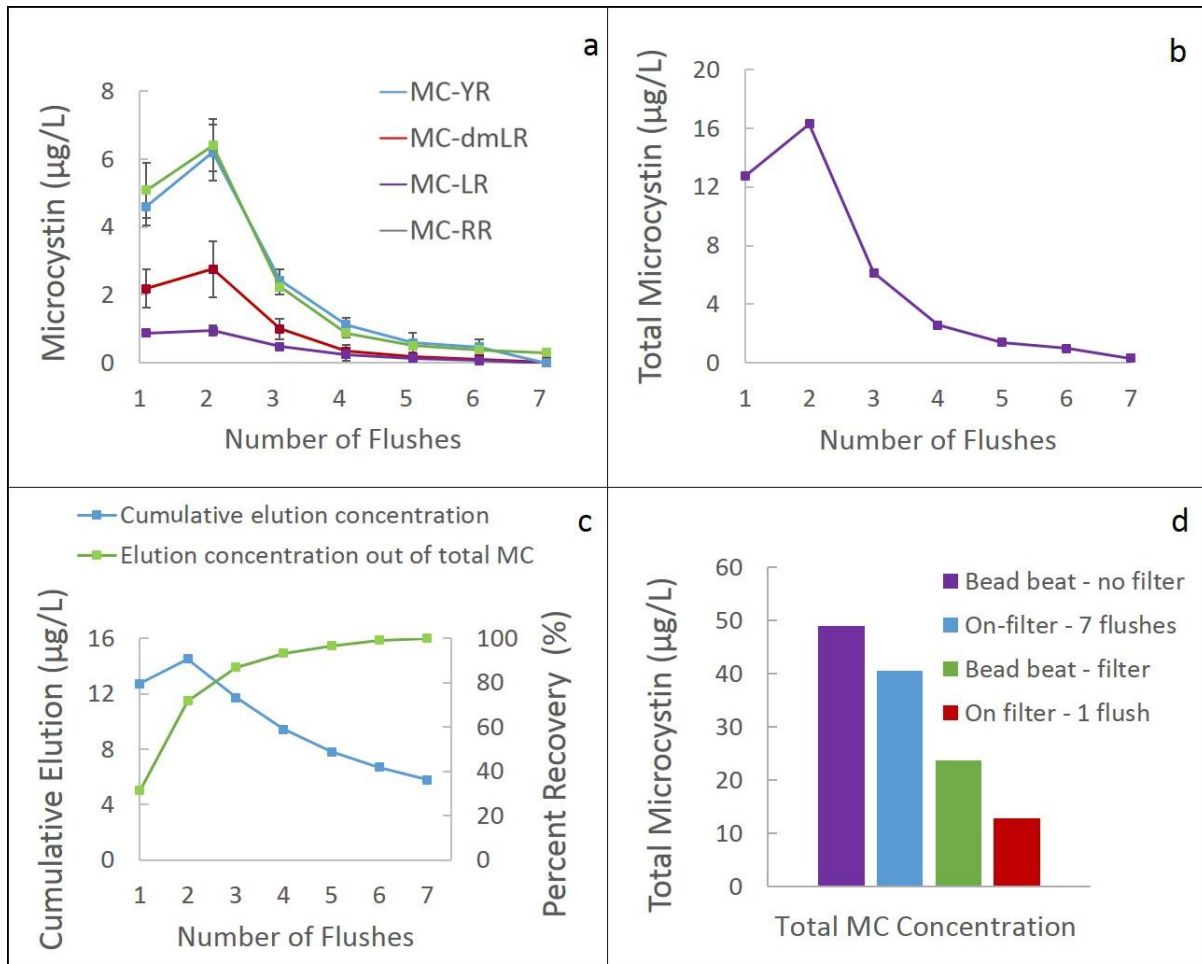 a
Microcystin (µg/L)
8
6
4
2
0
MC-YR
MC-dmLR
MC-LR
MC-RR
1 2 3 4 5 6 7
Number of Flushes
b
Total Microcystin (µg/L)
20
16
12
8
4
0
1 2 3 4 5 6 7
Number of Flushes
c
Cumulative elution concentration
Elution concentration out of total MC
Cumulative Elution (µg/L)
16
12
8
4
0
100
80
60
40
20
0
Percent Recovery (%)
1 2 3 4 5 6 7
Number of Flushes
d
Total Microcystin (µg/L)
60
50
40
30
20
10
0
Bead beat - no filter
On-filter - 7 flushes
Bead beat - filter
On filter - 1 flush
Total MC Concentration